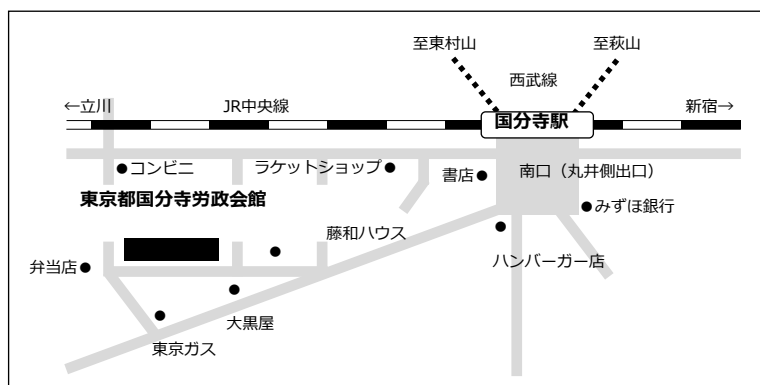 至東村山
至萩山
西武線
←立川
JR中央線
新宿→
国分寺駅
コンビニ
ラケットショップ
書店
南口（丸井側出口）
東京都国分寺労政会館
みずほ銀行
藤和ハウス
ハンバーガー店
弁当店
大黒屋
東京ガス